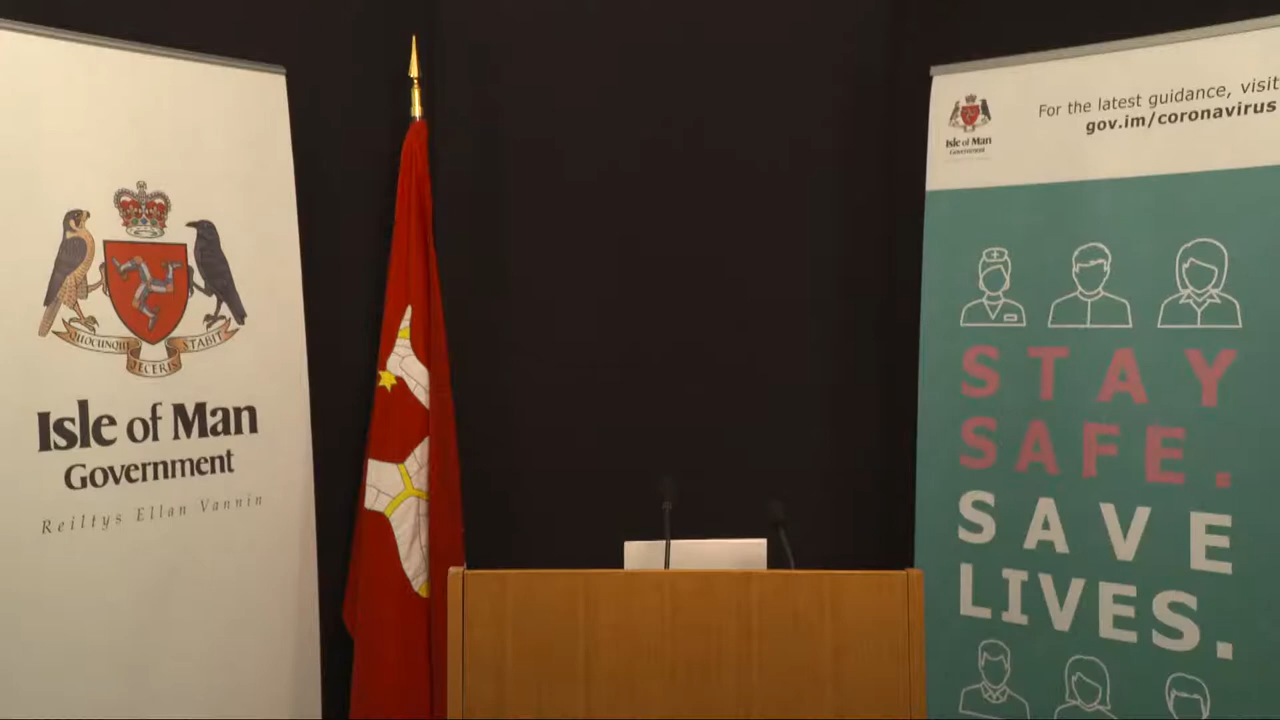 QUOCUNQUE
JECERIS
STABIT
Isle of Man
Government
Reiltys Ellan Vannin
Isle of Man
Government
For the latest guidance, visit
gov.im/coronavirus
STAY
SAFE.
SAVE
LIVES.